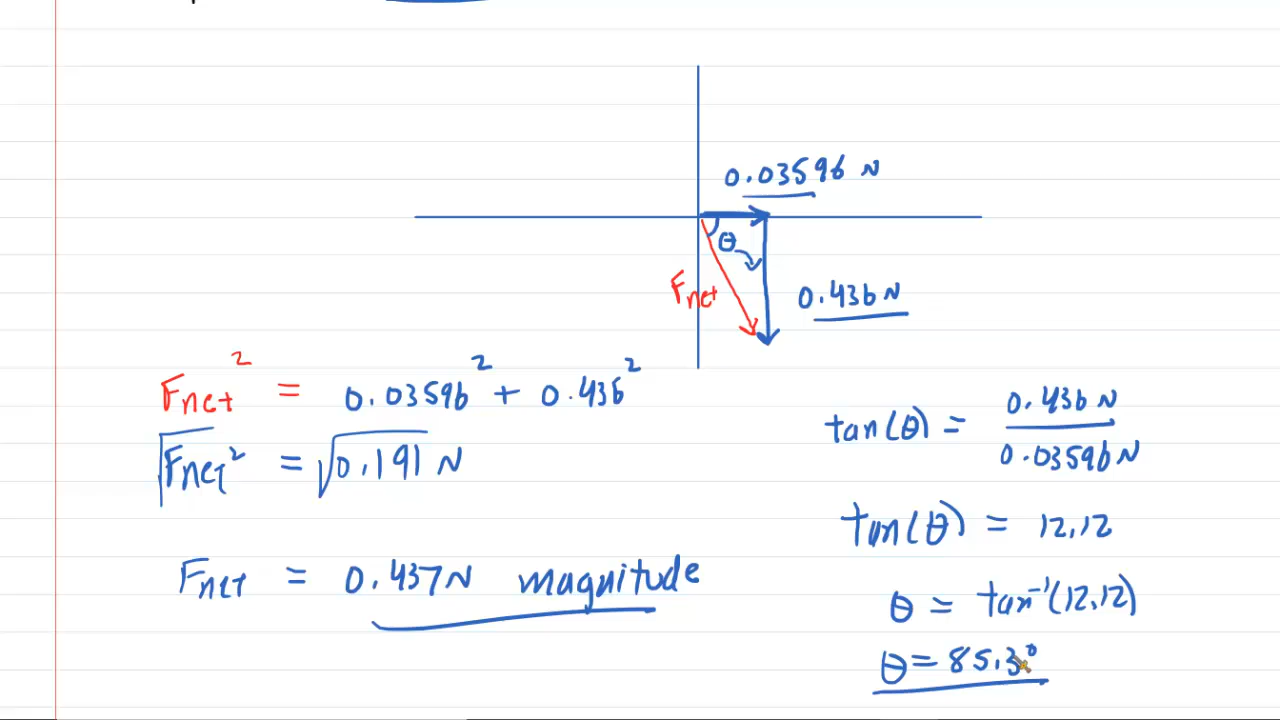 0.03596 N
θ
Fnet
0.436 N
Fnet² = 0.03596² + 0.436²
√Fnet² = √0.191 N
Fnet = 0.437 N magnitude
tan(θ) = 0.436 N / 0.03596 N
tan(θ) = 12.12
θ = tan⁻¹(12.12)
θ = 85.3°